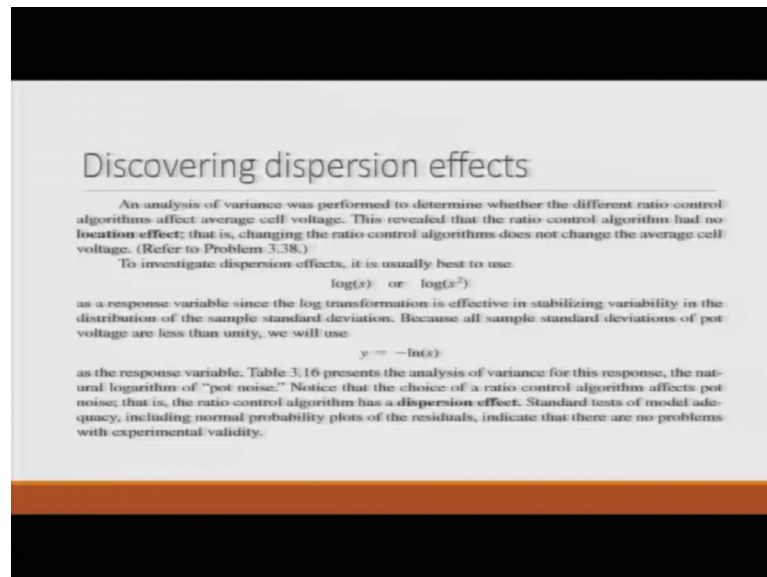 Discovering dispersion effects
An analysis of variance was performed to determine whether the different ratio control
algorithms affect average cell voltage. This revealed that the ratio control algorithm had no
location effect; that is, changing the ratio control algorithms does not change the average cell
voltage. (Refer to Problem 3.38.)
To investigate dispersion effects, it is usually best to use
log(s) or log(s²)
as a response variable since the log transformation is effective in stabilizing variability in the
distribution of the sample standard deviation. Because all sample standard deviations of pot
voltage are less than unity, we will use
y = −ln(s)
as the response variable. Table 3.16 presents the analysis of variance for this response, the nat-
ural logarithm of "pot noise." Notice that the choice of a ratio control algorithm affects pot
noise; that is, the ratio control algorithm has a dispersion effect. Standard tests of model ade-
quacy, including normal probability plots of the residuals, indicate that there are no problems
with experimental validity.